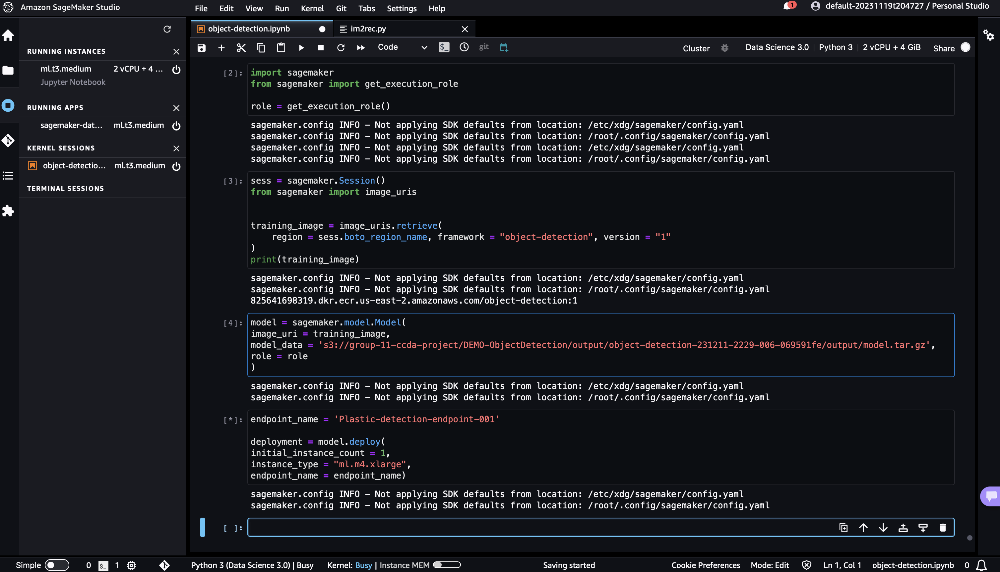 Amazon SageMaker Studio
File Edit View Run Kernel Git Tabs Settings Help
1
default-20231119t204727 / Personal Studio
RUNNING INSTANCES
ml.t3.medium 2 vCPU + 4 ...
Jupyter Notebook
RUNNING APPS
sagemaker-dat... ml.t3.medium
KERNEL SESSIONS
object-detectio... ml.t3.medium
TERMINAL SESSIONS
object-detection.ipynb
im2rec.py
Code
$_
git
Cluster
Data Science 3.0
Python 3
2 vCPU + 4 GiB
Share
[2]:
import sagemaker
from sagemaker import get_execution_role
role = get_execution_role()
sagemaker.config INFO - Not applying SDK defaults from location: /etc/xdg/sagemaker/config.yaml
sagemaker.config INFO - Not applying SDK defaults from location: /root/.config/sagemaker/config.yaml
sagemaker.config INFO - Not applying SDK defaults from location: /etc/xdg/sagemaker/config.yaml
sagemaker.config INFO - Not applying SDK defaults from location: /root/.config/sagemaker/config.yaml
[3]:
sess = sagemaker.Session()
from sagemaker import image_uris
training_image = image_uris.retrieve(
region = sess.boto_region_name, framework = "object-detection", version = "1"
)
print(training_image)
sagemaker.config INFO - Not applying SDK defaults from location: /etc/xdg/sagemaker/config.yaml
sagemaker.config INFO - Not applying SDK defaults from location: /root/.config/sagemaker/config.yaml
825641698319.dkr.ecr.us-east-2.amazonaws.com/object-detection:1
[4]:
model = sagemaker.model.Model(
image_uri = training_image,
model_data = 's3://group-11-ccda-project/DEMO-ObjectDetection/output/object-detection-231211-2229-006-069591fe/output/model.tar.gz',
role = role
)
sagemaker.config INFO - Not applying SDK defaults from location: /etc/xdg/sagemaker/config.yaml
sagemaker.config INFO - Not applying SDK defaults from location: /root/.config/sagemaker/config.yaml
[*]:
endpoint_name = 'Plastic-detection-endpoint-001'
deployment = model.deploy(
initial_instance_count = 1,
instance_type = "ml.m4.xlarge",
endpoint_name = endpoint_name)
sagemaker.config INFO - Not applying SDK defaults from location: /etc/xdg/sagemaker/config.yaml
sagemaker.config INFO - Not applying SDK defaults from location: /root/.config/sagemaker/config.yaml
[ ]:
Simple 0 $_ 1 Python 3 (Data Science 3.0) | Busy Kernel: Busy | Instance MEM Saving started Cookie Preferences Mode: Edit Ln 1, Col 1 object-detection.ipynb 0